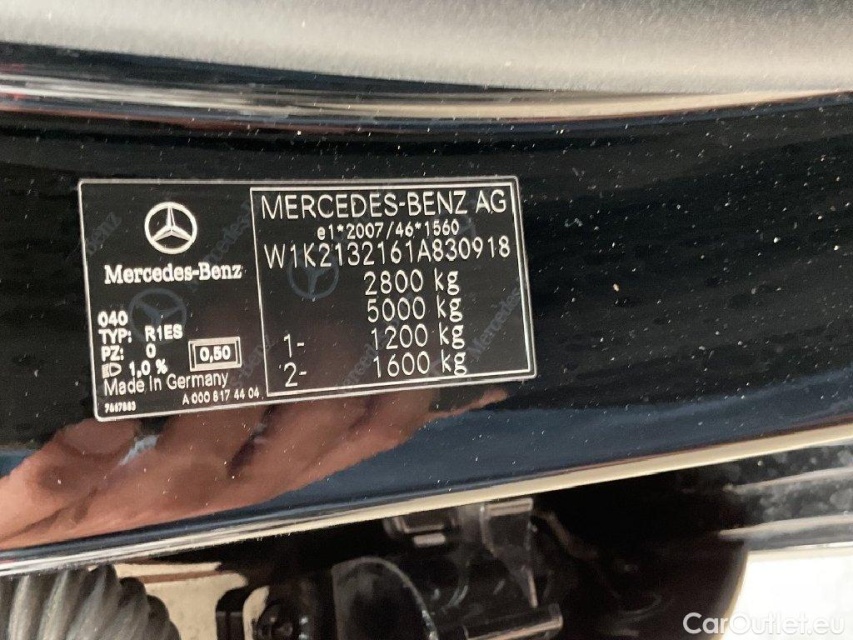 MERCEDES-BENZ AG
e1*2007/46*1560
W1K2132161A830918
2800 kg
5000 kg
1- 1200 kg
2- 1600 kg
Mercedes-Benz
040
TYP: R1ES
PZ: 0 0,50
1,0 %
Made In Germany
7667883 A 000 817 44 04
CarOutlet.eu